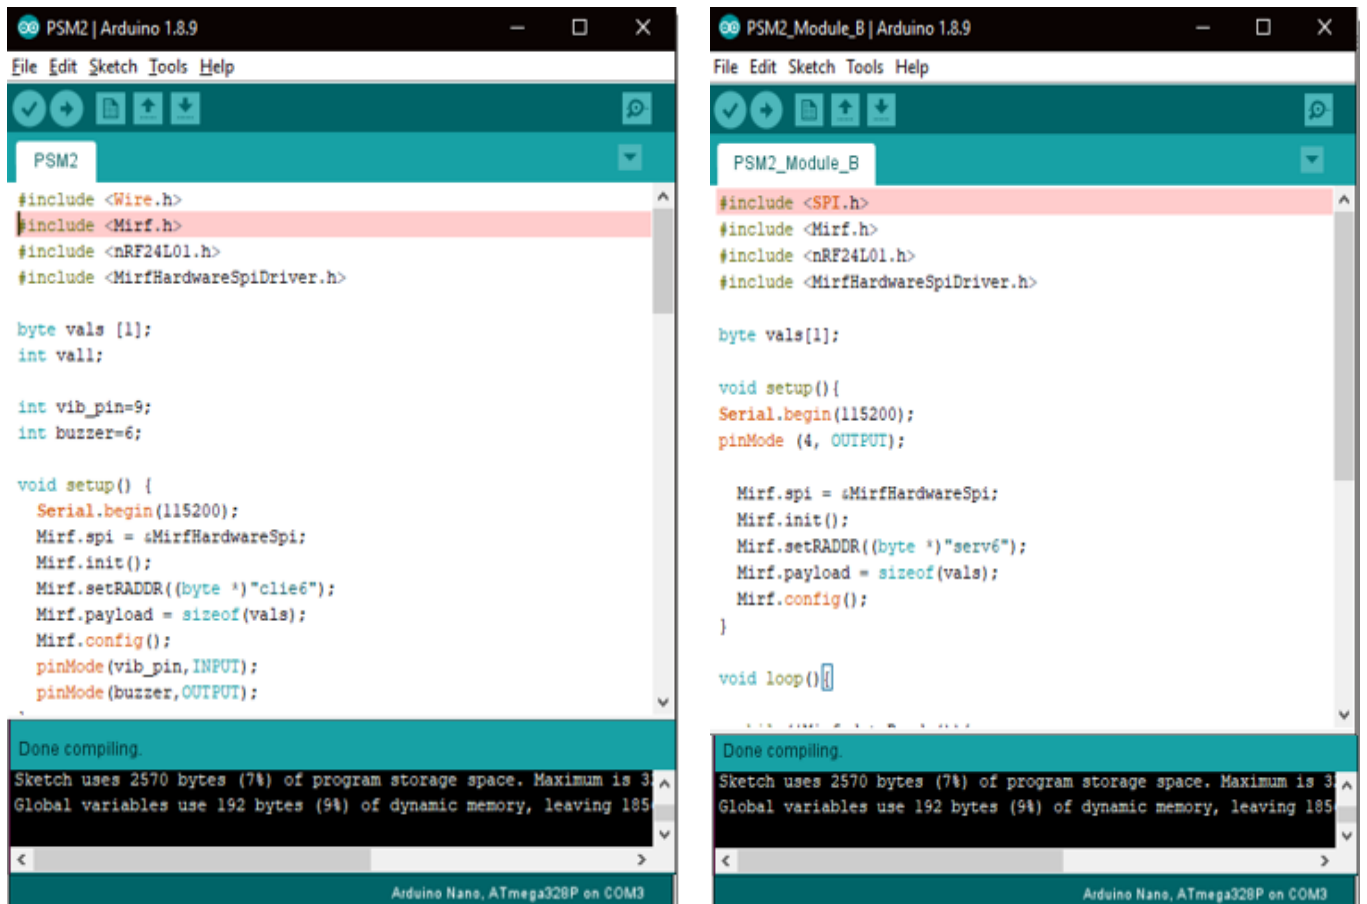 PSM2 | Arduino 1.8.9
File Edit Sketch Tools Help
PSM2
#include <Wire.h>
#include <Mirf.h>
#include <nRF24L01.h>
#include <MirfHardwareSpiDriver.h>
byte vals [1];
int val1;
int vib_pin=9;
int buzzer=6;
void setup() {
Serial.begin(115200);
Mirf.spi = &MirfHardwareSpi;
Mirf.init();
Mirf.setRADDR((byte *)"clie6");
Mirf.payload = sizeof(vals);
Mirf.config();
pinMode(vib_pin,INPUT);
pinMode(buzzer,OUTPUT);
Done compiling.
Sketch uses 2570 bytes (7%) of program storage space. Maximum is 3
Global variables use 192 bytes (9%) of dynamic memory, leaving 185
Arduino Nano, ATmega328P on COM3
PSM2_Module_B | Arduino 1.8.9
File Edit Sketch Tools Help
PSM2_Module_B
#include <SPI.h>
#include <Mirf.h>
#include <nRF24L01.h>
#include <MirfHardwareSpiDriver.h>
byte vals[1];
void setup(){
Serial.begin(115200);
pinMode (4, OUTPUT);
Mirf.spi = &MirfHardwareSpi;
Mirf.init();
Mirf.setRADDR((byte *)"serv6");
Mirf.payload = sizeof(vals);
Mirf.config();
}
void loop(){
Done compiling.
Sketch uses 2570 bytes (7%) of program storage space. Maximum is 3
Global variables use 192 bytes (9%) of dynamic memory, leaving 185
Arduino Nano, ATmega328P on COM3